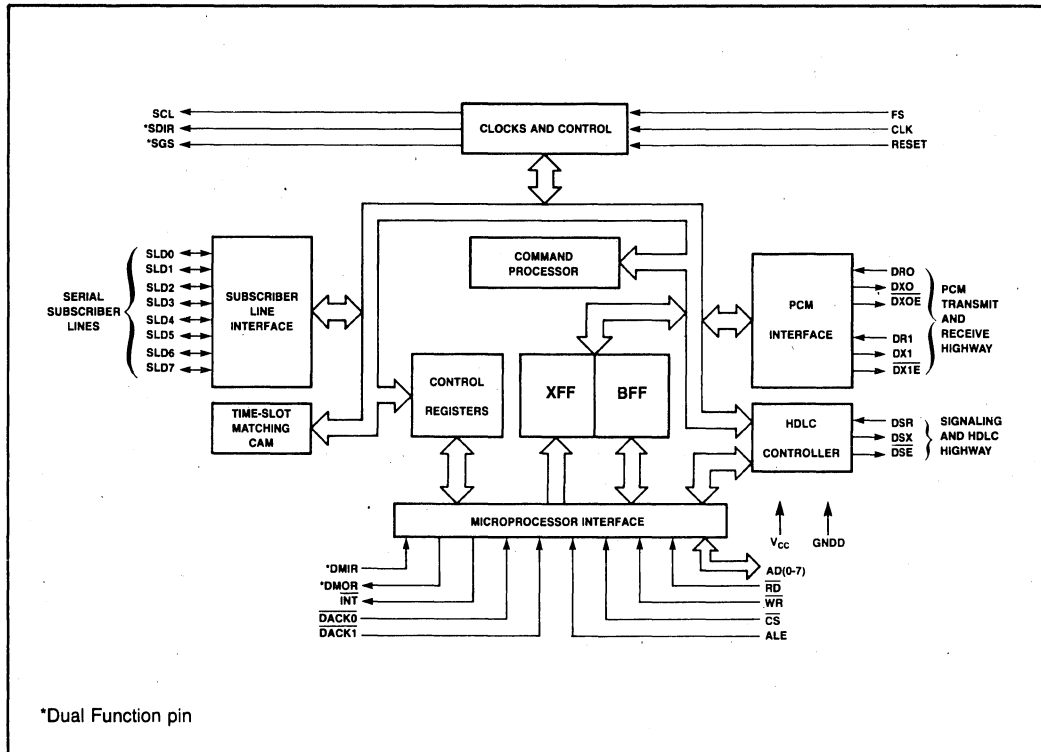 SCL
*SDIR
*SGS
CLOCKS AND CONTROL
FS
CLK
RESET
SERIAL
SUBSCRIBER
LINES
SLD0
SLD1
SLD2
SLD3
SLD4
SLD5
SLD6
SLD7
SUBSCRIBER
LINE
INTERFACE
TIME-SLOT
MATCHING
CAM
COMMAND
PROCESSOR
CONTROL
REGISTERS
XFF
BFF
PCM
INTERFACE
DRO
DXO
DXOE
DR1
DX1
DX1E
PCM
TRANSMIT
AND
RECEIVE
HIGHWAY
HDLC
CONTROLLER
DSR
DSX
DSE
SIGNALING
AND HDLC
HIGHWAY
VCC
GNDD
MICROPROCESSOR INTERFACE
*DMIR
*DMOR
INT
DACK0
DACK1
AD(0-7)
RD
WR
CS
ALE
*Dual Function pin